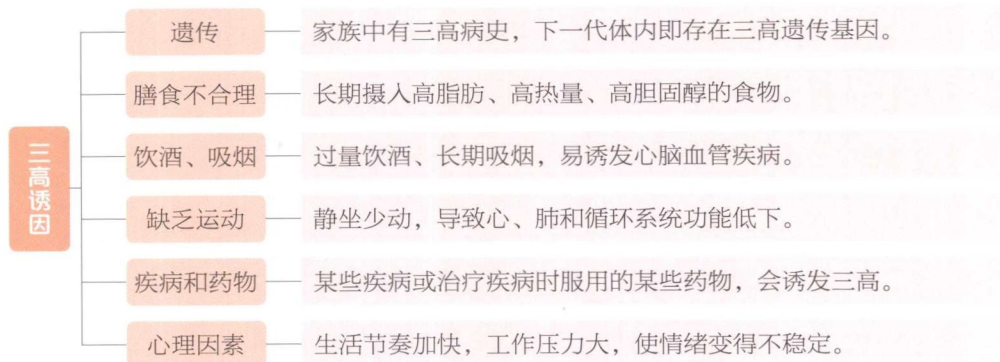 三高诱因
遗传
家族中有三高病史，下一代体内即存在三高遗传基因。
膳食不合理
长期摄入高脂肪、高热量、高胆固醇的食物。
饮酒、吸烟
过量饮酒、长期吸烟，易诱发心脑血管疾病。
缺乏运动
静坐少动，导致心、肺和循环系统功能低下。
疾病和药物
某些疾病或治疗疾病时服用的某些药物，会诱发三高。
心理因素
生活节奏加快，工作压力大，使情绪变得不稳定。